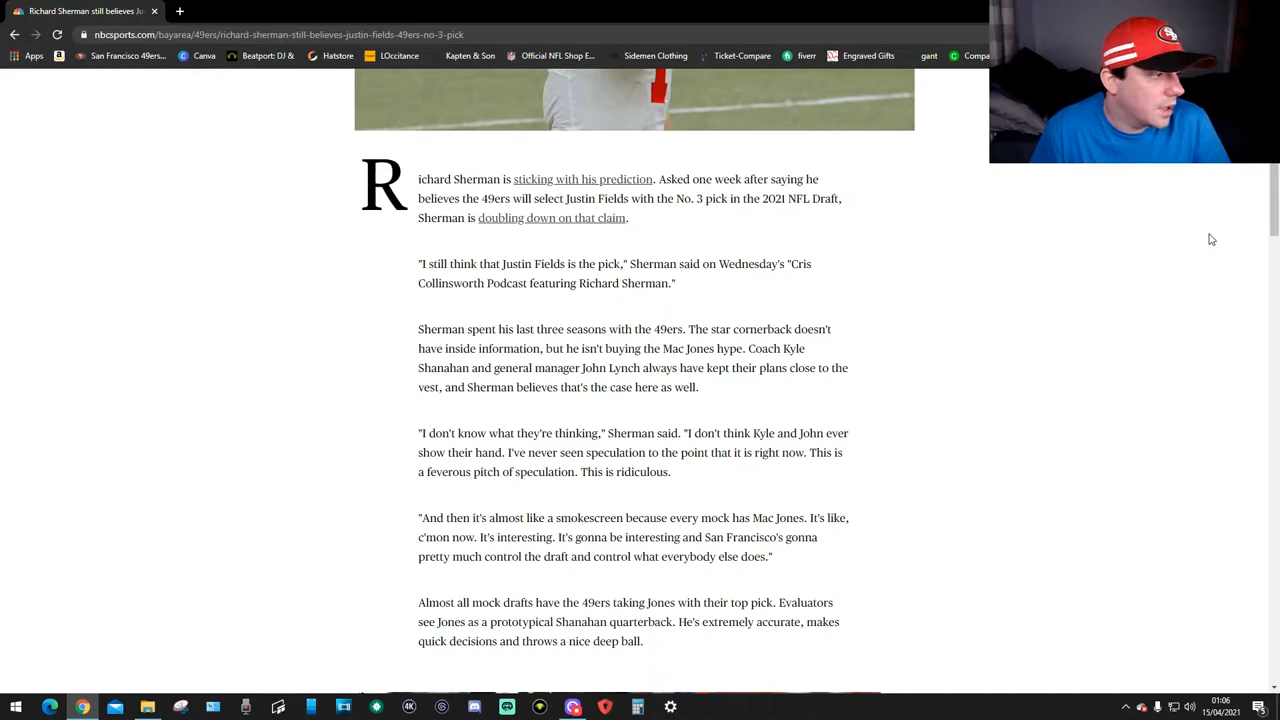 Richard Sherman still believes Ju
nbcsports.com/bayarea/49ers/richard-sherman-still-believes-justin-fields-49ers-no-3-pick
Apps San Francisco 49ers... Canva Beatport: DJ & Hatstore LOccitance Kapten & Son Official NFL Shop E... Sidemen Clothing Ticket-Compare fiverr Engraved Gifts gant Compa
Richard Sherman is sticking with his prediction. Asked one week after saying he
believes the 49ers will select Justin Fields with the No. 3 pick in the 2021 NFL Draft,
Sherman is doubling down on that claim.
"I still think that Justin Fields is the pick," Sherman said on Wednesday's "Cris
Collinsworth Podcast featuring Richard Sherman."
Sherman spent his last three seasons with the 49ers. The star cornerback doesn't
have inside information, but he isn't buying the Mac Jones hype. Coach Kyle
Shanahan and general manager John Lynch always have kept their plans close to the
vest, and Sherman believes that's the case here as well.
"I don't know what they're thinking," Sherman said. "I don't think Kyle and John ever
show their hand. I've never seen speculation to the point that it is right now. This is
a feverous pitch of speculation. This is ridiculous.
"And then it's almost like a smokescreen because every mock has Mac Jones. It's like,
c'mon now. It's interesting. It's gonna be interesting and San Francisco's gonna
pretty much control the draft and control what everybody else does."
Almost all mock drafts have the 49ers taking Jones with their top pick. Evaluators
see Jones as a prototypical Shanahan quarterback. He's extremely accurate, makes
quick decisions and throws a nice deep ball.
01:06
15/04/2021